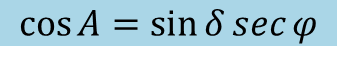 cos A = sin δ sec φ